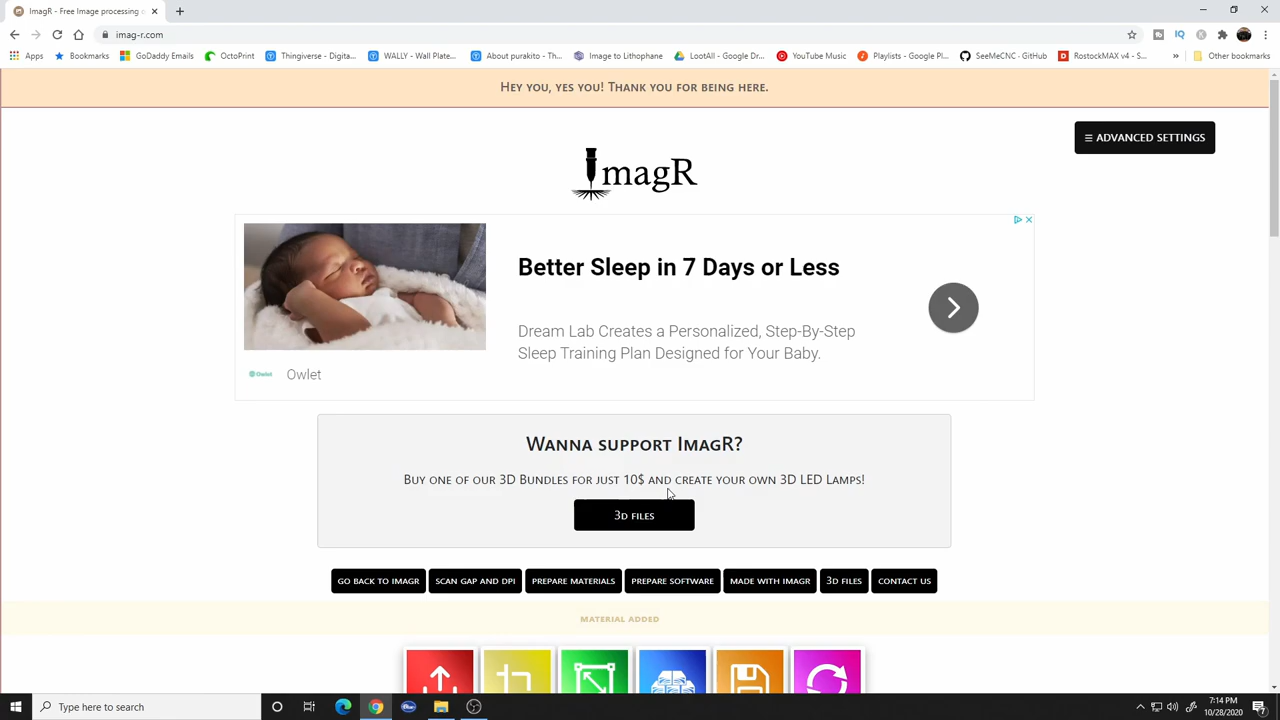 ImagR - Free Image processing o
img-r.com
Apps
Bookmarks
GoDaddy Emails
OctoPrint
Thingiverse - Digita...
WALLY - Wall Plate...
About purakito - Th...
Image to Lithophane
LootAll - Google Dr...
YouTube Music
Playlists - Google Pl...
SeeMeCNC · GitHub
RostockMAX v4 - S...
»
Other bookmarks
Hey you, yes you! Thank you for being here.
☰ ADVANCED SETTINGS
ImagR
Better Sleep in 7 Days or Less
Dream Lab Creates a Personalized, Step-By-Step
Sleep Training Plan Designed for Your Baby.
Owlet
Owlet
Wanna support ImagR?
Buy one of our 3D Bundles for just 10$ and create your own 3D LED Lamps!
3D FILES
GO BACK TO IMAGR
SCAN GAP AND DPI
PREPARE MATERIALS
PREPARE SOFTWARE
MADE WITH IMAGR
3D FILES
CONTACT US
MATERIAL ADDED
Type here to search
7:14 PM
10/28/2020